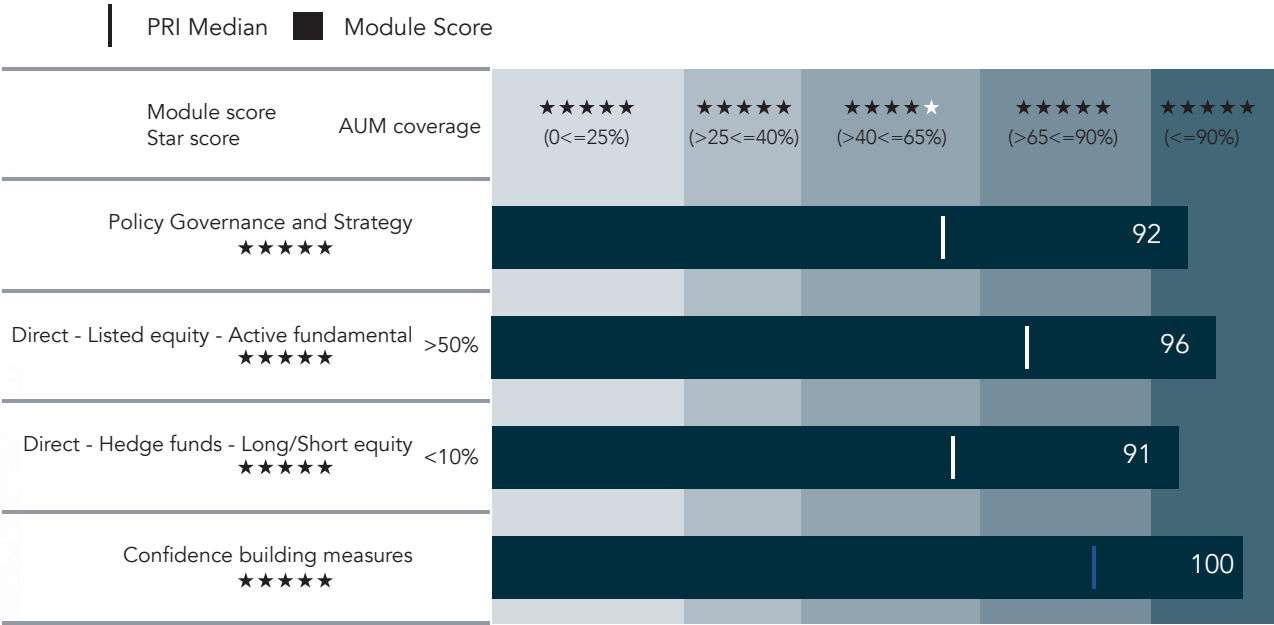 PRI Median Module Score
Module score
Star score
AUM coverage
★★★★★ ★★★★★ ★★★★★ ★★★★★ ★★★★★
(0<=25%) (>25<=40%) (>40<=65%) (>65<=90%) (<=90%)
Policy Governance and Strategy
★★★★★
92
Direct - Listed equity - Active fundamental
★★★★★
>50%
96
Direct - Hedge funds - Long/Short equity
★★★★★
<10%
91
Confidence building measures
★★★★★
100